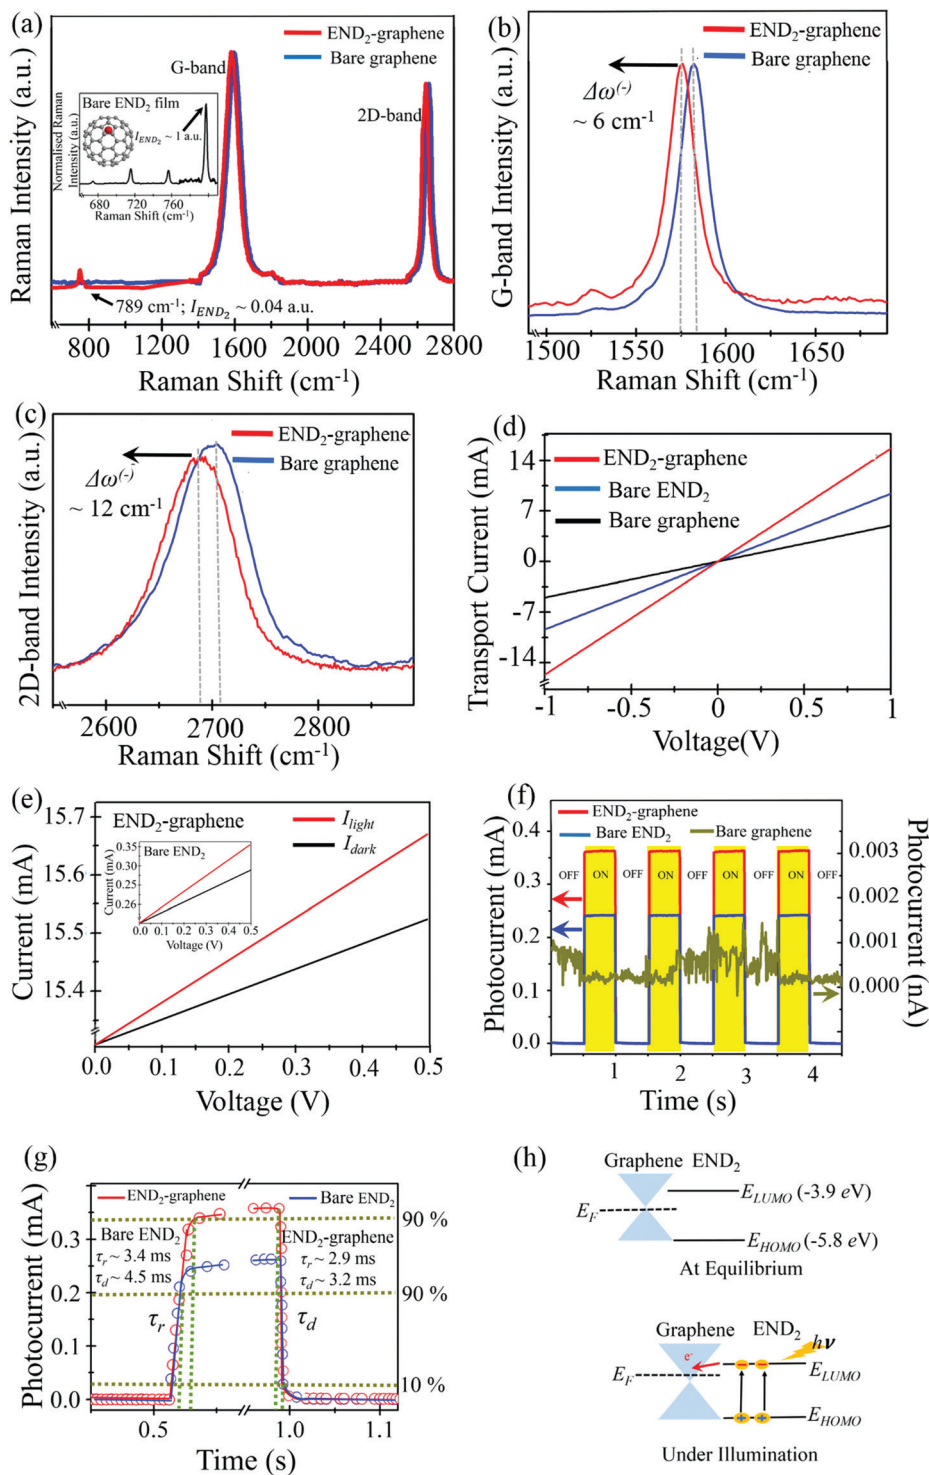 (a)
END₂-graphene
Bare graphene
G-band
2D-band
Bare END₂ film
I_END₂ ~ 1 a.u.
Normalised Raman
Intensity (a.u.)
680 720 760
Raman Shift (cm⁻¹)
789 cm⁻¹; I_END₂ ~ 0.04 a.u.
Raman Intensity (a.u.)
800 1200 1600 2000 2400 2800
Raman Shift (cm⁻¹)
(b)
END₂-graphene
Bare graphene
Δω⁽⁻⁾
~ 6 cm⁻¹
G-band Intensity (a.u.)
1500 1550 1600 1650
Raman Shift (cm⁻¹)
(c)
END₂-graphene
Bare graphene
Δω⁽⁻⁾
~ 12 cm⁻¹
2D-band Intensity (a.u.)
2600 2700 2800
Raman Shift (cm⁻¹)
(d)
END₂-graphene
Bare END₂
Bare graphene
Transport Current (mA)
14
7
0
-7
-14
-1 -0.5 0 0.5 1
Voltage(V)
(e)
END₂-graphene
I_light
I_dark
Bare END₂
Current (mA)
0.35
0.30
0.25
0.26
0.0 0.1 0.2 0.3 0.4 0.5
Voltage (V)
Current (mA)
15.7
15.6
15.5
15.4
0.0 0.1 0.2 0.3 0.4 0.5
Voltage (V)
(f)
END₂-graphene
Bare END₂ Bare graphene
OFF ON OFF ON OFF ON OFF ON OFF
Photocurrent (mA)
0.4
0.3
0.2
0.1
0.0
Photocurrent (nA)
0.003
0.002
0.001
0.000
1 2 3 4
Time (s)
(g)
END₂-graphene Bare END₂
Bare END₂
τr ~ 3.4 ms
τd ~ 4.5 ms
END₂-graphene
τr ~ 2.9 ms
τd ~ 3.2 ms
τr τd
90 %
90 %
10 %
Photocurrent (mA)
0.3
0.2
0.1
0.0
0.5 1.0 1.1
Time (s)
(h)
Graphene END₂
E_LUMO (-3.9 eV)
E_F
E_HOMO (-5.8 eV)
At Equilibrium
Graphene END₂
hν
e⁻
E_LUMO
E_F
E_HOMO
Under Illumination